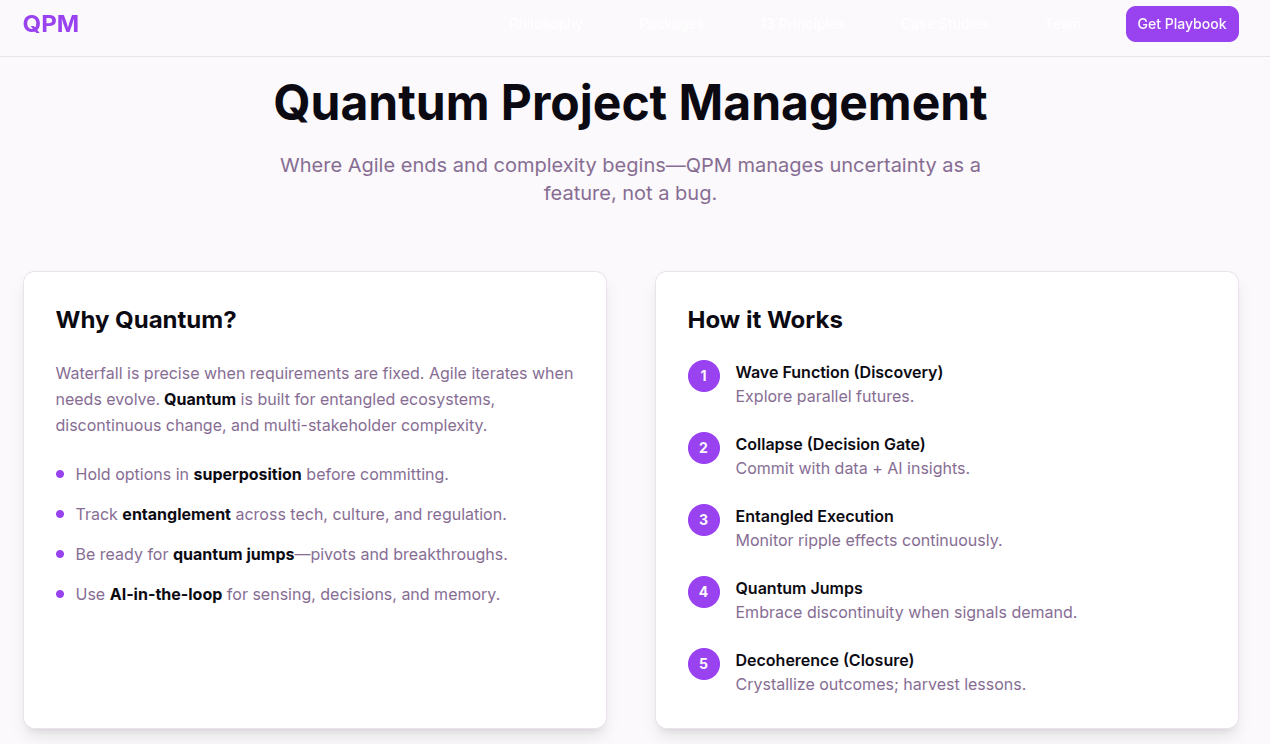 QPM
Philosophy
Packages
13 Principles
Case Studies
Team
Get Playbook
Quantum Project Management
Where Agile ends and complexity begins—QPM manages uncertainty as a
feature, not a bug.
Why Quantum?
Waterfall is precise when requirements are fixed. Agile iterates when
needs evolve. Quantum is built for entangled ecosystems,
discontinuous change, and multi-stakeholder complexity.
Hold options in superposition before committing.
Track entanglement across tech, culture, and regulation.
Be ready for quantum jumps—pivots and breakthroughs.
Use AI-in-the-loop for sensing, decisions, and memory.
How it Works
1
Wave Function (Discovery)
Explore parallel futures.
2
Collapse (Decision Gate)
Commit with data + AI insights.
3
Entangled Execution
Monitor ripple effects continuously.
4
Quantum Jumps
Embrace discontinuity when signals demand.
5
Decoherence (Closure)
Crystallize outcomes; harvest lessons.